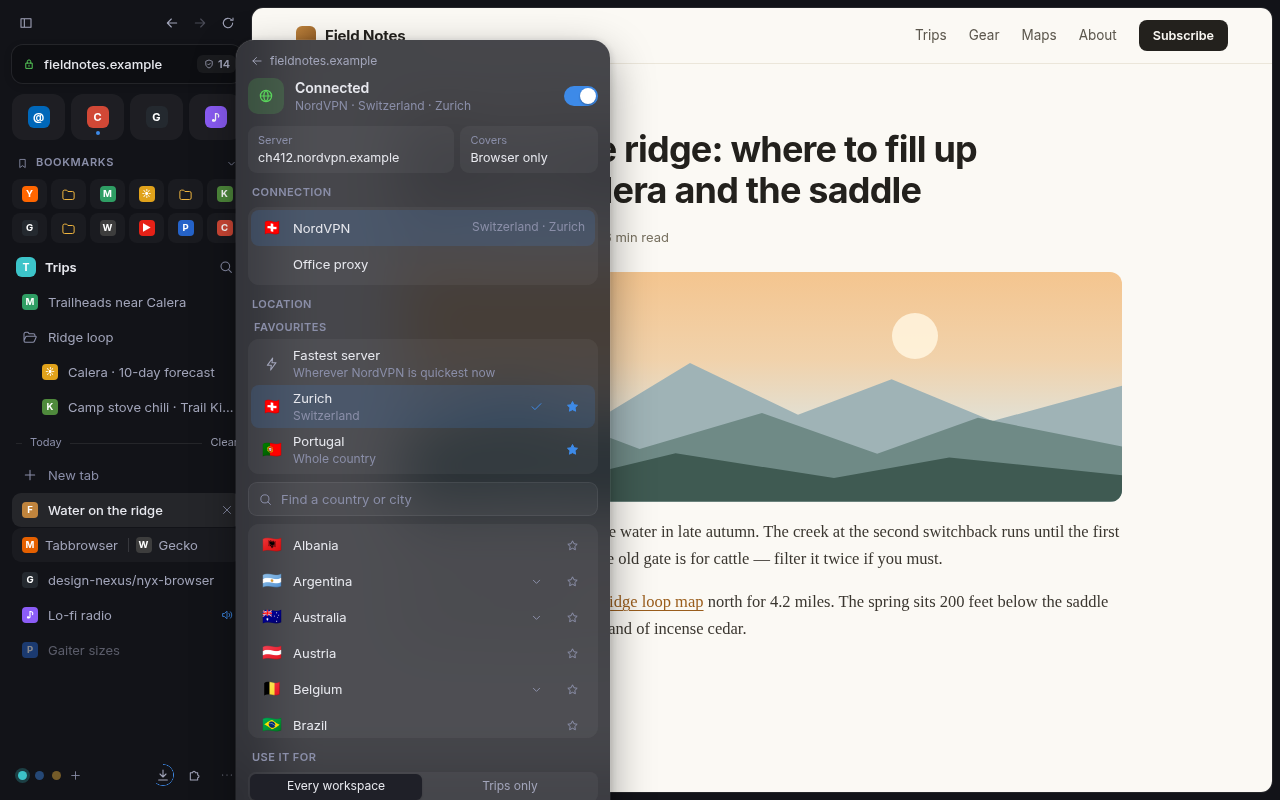 fieldnotes.example
14
@
C
G
BOOKMARKS
Y
M
K
G
W
P
C
T
Trips
M
Trailheads near Calera
Ridge loop
Calera · 10-day forecast
K
Camp stove chili · Trail Ki...
Today
Clear
New tab
F
Water on the ridge
M
Tabbrowser
W
Gecko
G
design-nexus/nyx-browser
Lo-fi radio
P
Gaiter sizes
fieldnotes.example
Connected
NordVPN · Switzerland · Zurich
Server
ch412.nordvpn.example
Covers
Browser only
CONNECTION
NordVPN
Switzerland · Zurich
Office proxy
LOCATION
FAVOURITES
Fastest server
Wherever NordVPN is quickest now
Zurich
Switzerland
Portugal
Whole country
Find a country or city
Albania
Argentina
Australia
Austria
Belgium
Brazil
USE IT FOR
Every workspace
Trips only
Field Notes
Trips
Gear
Maps
About
Subscribe
ridge: where to fill up
and the saddle
min read
water in late autumn. The creek at the second switchback runs until the first
old gate is for cattle — filter it twice if you must.
loop map north for 4.2 miles. The spring sits 200 feet below the saddle
of incense cedar.